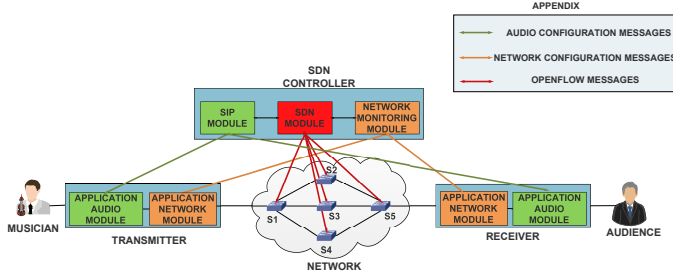 APPENDIX
AUDIO CONFIGURATION MESSAGES
NETWORK CONFIGURATION MESSAGES
OPENFLOW MESSAGES
SDN
CONTROLLER
SIP
MODULE
SDN
MODULE
NETWORK
MONITORING
MODULE
MUSICIAN
APPLICATION
AUDIO
MODULE
APPLICATION
NETWORK
MODULE
TRANSMITTER
S1
S2
S3
S4
S5
NETWORK
APPLICATION
NETWORK
MODULE
APPLICATION
AUDIO
MODULE
RECEIVER
AUDIENCE